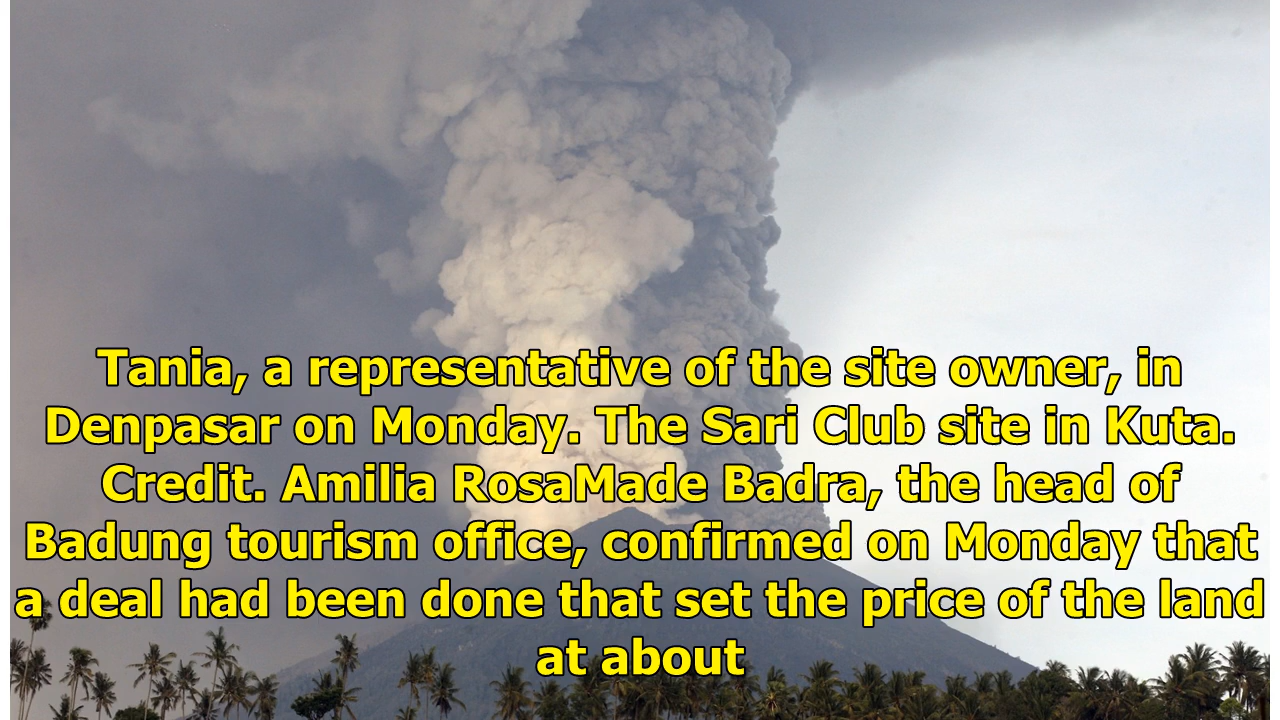 Tania, a representative of the site owner, in
Denpasar on Monday. The Sari Club site in Kuta.
Credit. Amilia RosaMade Badra, the head of
Badung tourism office, confirmed on Monday that
a deal had been done that set the price of the land
at about